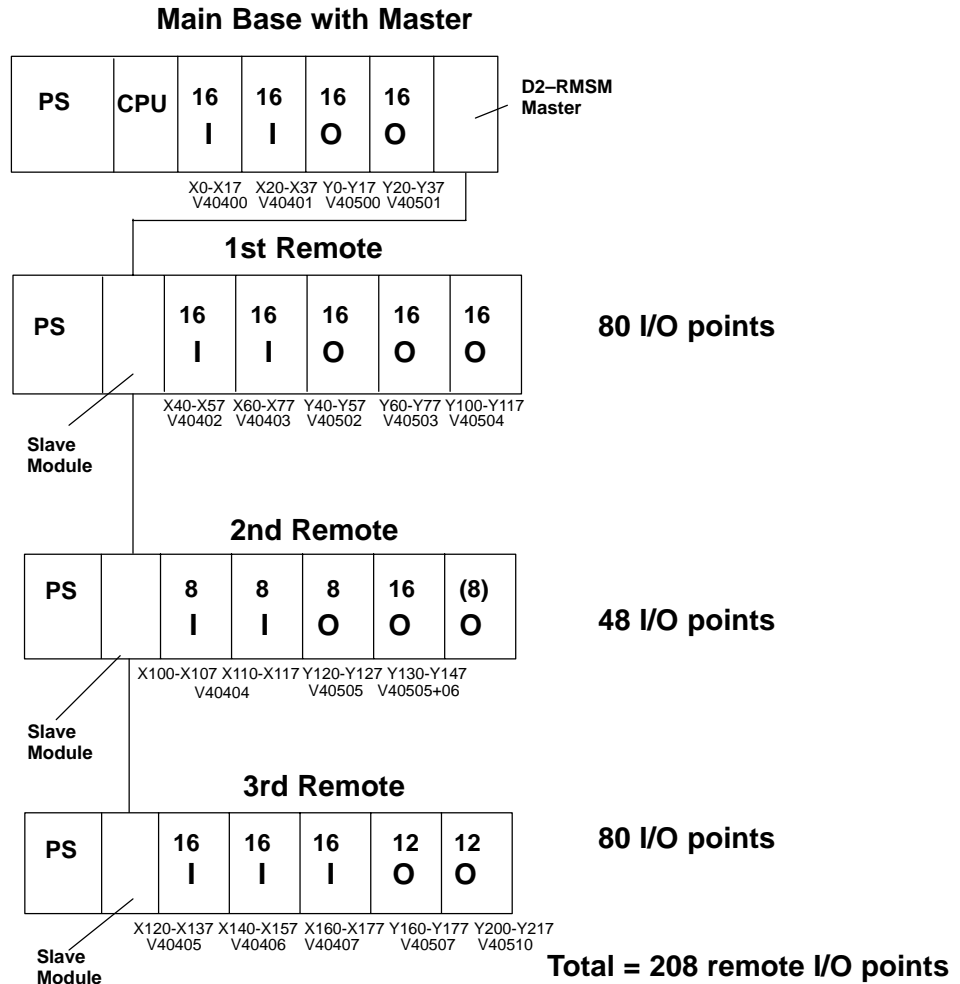 Main Base with Master
PS CPU 16 16 16 16
I I O O
D2–RMSM
Master
X0-X17 X20-X37 Y0-Y17 Y20-Y37
V40400 V40401 V40500 V40501
1st Remote
PS 16 16 16 16 16
I I O O O
80 I/O points
X40-X57 X60-X77 Y40-Y57 Y60-Y77 Y100-Y117
V40402 V40403 V40502 V40503 V40504
Slave
Module
2nd Remote
PS 8 8 8 16 (8)
I I O O O
48 I/O points
X100-X107 X110-X117 Y120-Y127 Y130-Y147
V40404 V40505 V40505+06
Slave
Module
3rd Remote
PS 16 16 16 12 12
I I I O O
80 I/O points
X120-X137 X140-X157 X160-X177 Y160-Y177 Y200-Y217
V40405 V40406 V40407 V40507 V40510
Slave
Module
Total = 208 remote I/O points